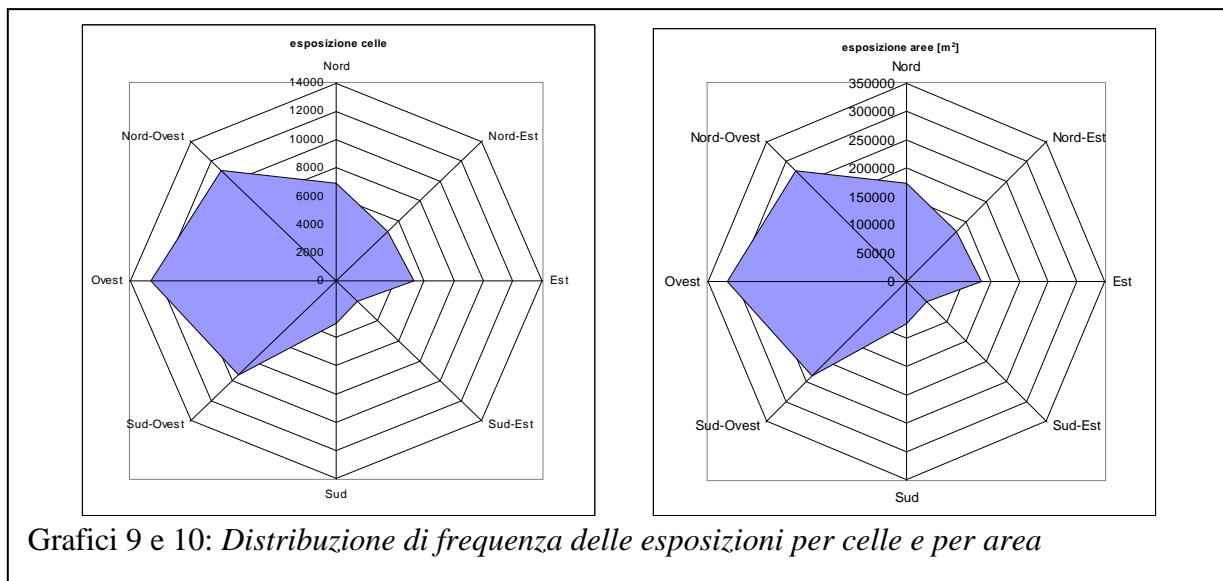 esposizione celle
Nord
14000
12000
10000
8000
6000
4000
2000
0
Nord-Ovest
Nord-Est
Ovest
Est
Sud-Ovest
Sud-Est
Sud
esposizione aree [m²]
Nord
350000
300000
250000
200000
150000
100000
50000
0
Nord-Ovest
Nord-Est
Ovest
Est
Sud-Ovest
Sud-Est
Sud
Grafici 9 e 10: Distribuzione di frequenza delle esposizioni per celle e per area